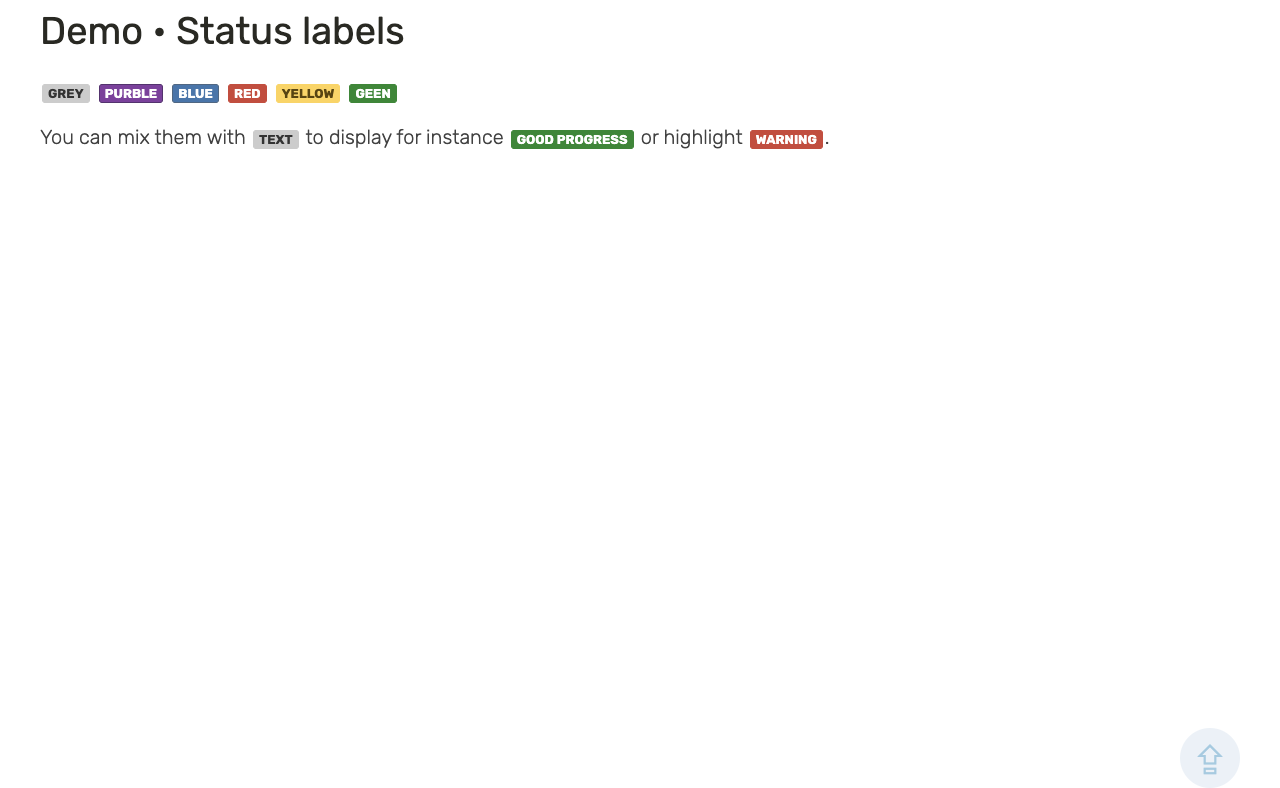 Demo • Status labels
GREY PURBLE BLUE RED YELLOW GEEN
You can mix them with TEXT to display for instance GOOD PROGRESS or highlight WARNING.